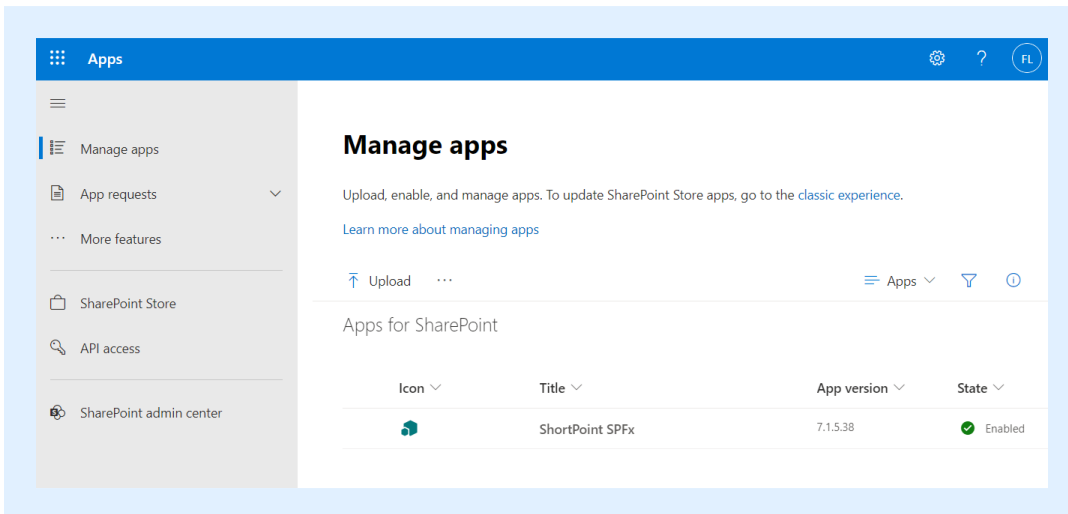 Apps
?
FL
Manage apps
App requests
More features
SharePoint Store
API access
SharePoint admin center
Manage apps
Upload, enable, and manage apps. To update SharePoint Store apps, go to the classic experience.
Learn more about managing apps
Upload ... Apps
Apps for SharePoint
Icon Title App version State
ShortPoint SPFx 7.1.5.38 Enabled